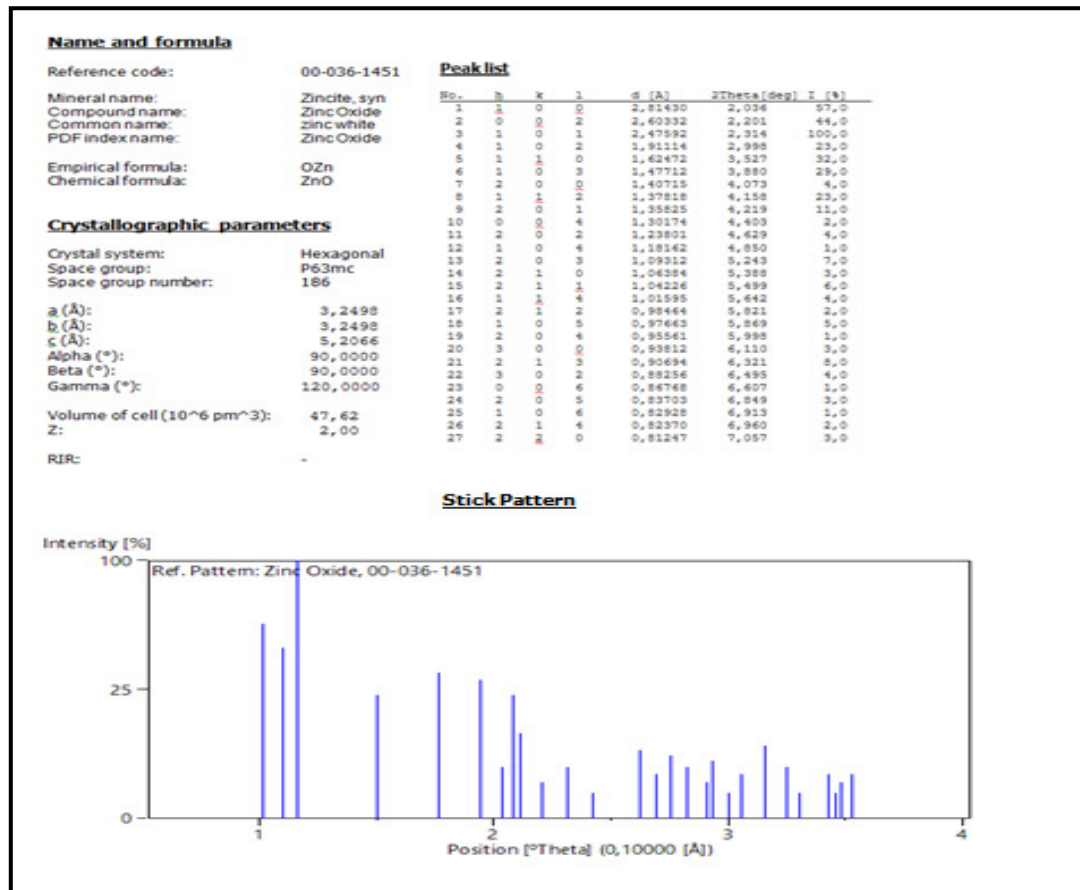 Name and formula
Reference code: 00-036-1451
Mineral name: Zincite, syn
Compound name: Zinc Oxide
Common name: zinc white
PDF index name: Zinc Oxide
Empirical formula: OZn
Chemical formula: ZnO
Crystallographic parameters
Crystal system: Hexagonal
Space group: P63mc
Space group number: 186
a (Å): 3,2498
b (Å): 3,2498
c (Å): 5,2066
Alpha (°): 90,0000
Beta (°): 90,0000
Gamma (°): 120,0000
Volume of cell (10^6 pm^3): 47,62
Z: 2,00
RIR: -
Peak list
No. h k l d [Å] 2Theta[deg] I [%]
1 1 0 0 2,81430 2,036 57,0
2 0 0 2 2,60332 2,201 44,0
3 1 0 1 2,47592 2,314 100,0
4 1 0 2 1,91114 2,998 23,0
5 1 1 0 1,62472 3,527 32,0
6 1 0 3 1,47712 3,880 29,0
7 2 0 0 1,40715 4,073 4,0
8 1 1 2 1,37818 4,158 23,0
9 2 0 1 1,35825 4,219 11,0
10 0 0 4 1,30174 4,403 2,0
11 2 0 2 1,23801 4,629 4,0
12 1 0 4 1,18162 4,850 1,0
13 2 0 3 1,09312 5,243 7,0
14 2 1 0 1,06384 5,388 3,0
15 2 1 1 1,04226 5,499 6,0
16 1 1 4 1,01595 5,642 4,0
17 2 1 2 0,98464 5,821 2,0
18 1 0 5 0,97663 5,869 5,0
19 2 0 4 0,95561 5,998 1,0
20 3 0 0 0,93812 6,110 3,0
21 2 1 3 0,90694 6,321 8,0
22 3 0 2 0,88256 6,495 4,0
23 0 0 6 0,86768 6,607 1,0
24 2 0 5 0,83703 6,849 3,0
25 1 0 6 0,82928 6,913 1,0
26 2 1 4 0,82370 6,960 2,0
27 2 2 0 0,81247 7,057 3,0
Stick Pattern
Intensity [%]
100
Ref. Pattern: Zinc Oxide, 00-036-1451
25
0
1 2 3 4
Position [°Theta] (0,10000 [Å])